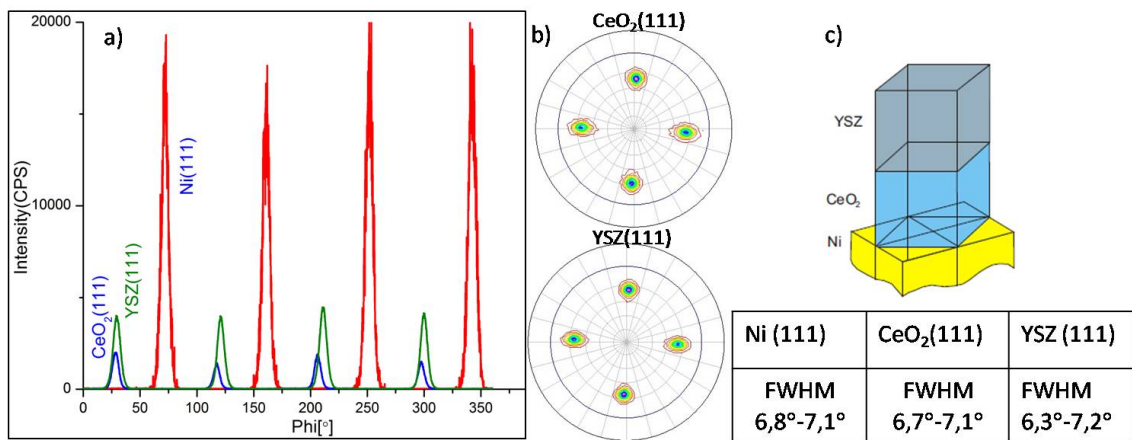 a)
20000
10000
0
Intensity(CPS)
CeO₂(111)
YSZ(111)
Ni(111)
0 50 100 150 200 250 300 350
Phi[°]
b)
CeO₂(111)
YSZ(111)
c)
YSZ
CeO₂
Ni
Ni (111) CeO₂(111) YSZ (111)
FWHM FWHM FWHM
6,8°-7,1° 6,7°-7,1° 6,3°-7,2°